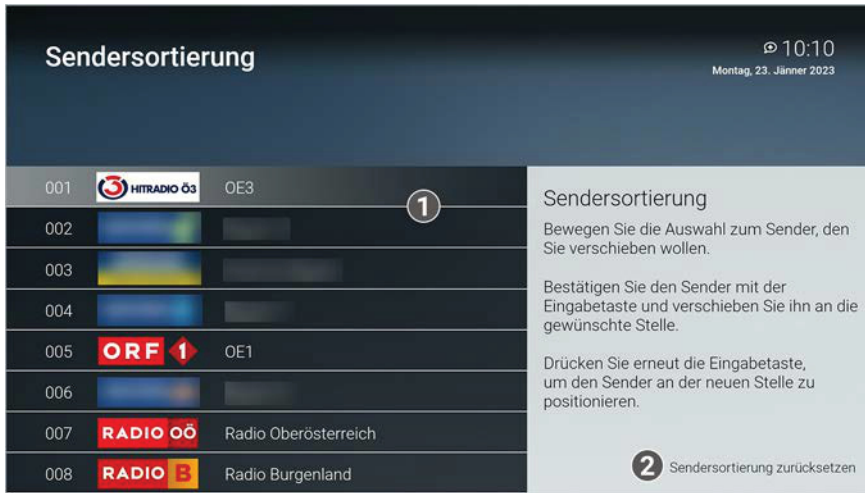 Sendersortierung
10:10
Montag, 23. Jänner 2023
001 3 HITRADIO Ö3 OE3
1
002
003
004
005 ORF 1 OE1
006
007 RADIO OÖ Radio Oberösterreich
008 RADIO B Radio Burgenland
Sendersortierung
Bewegen Sie die Auswahl zum Sender, den
Sie verschieben wollen.
Bestätigen Sie den Sender mit der
Eingabetaste und verschieben Sie ihn an die
gewünschte Stelle.
Drücken Sie erneut die Eingabetaste,
um den Sender an der neuen Stelle zu
positionieren.
2 Sendersortierung zurücksetzen